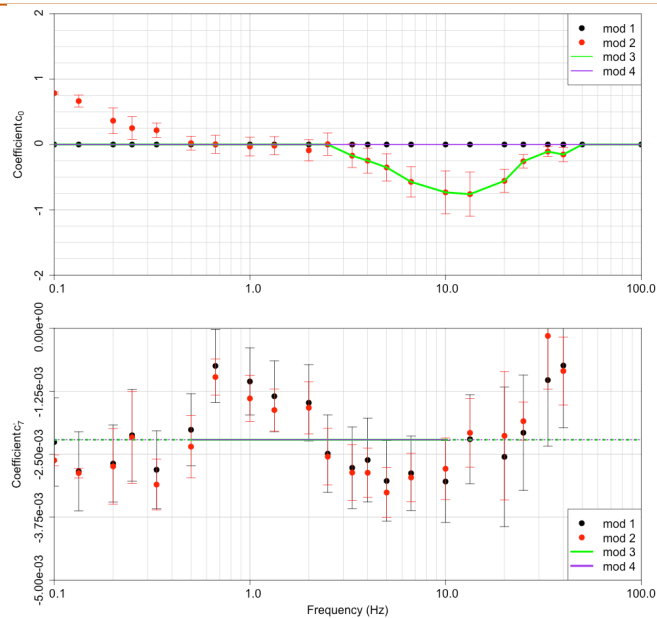 2
mod 1
mod 2
mod 3
mod 4
1
Coefficient c₀
0
-1
-2
0.1
1.0
10.0
100.0
0.00e+00
-1.25e-03
Coefficient c₇
-2.50e-03
-3.75e-03
mod 1
mod 2
mod 3
mod 4
-5.00e-03
0.1
1.0
10.0
100.0
Frequency (Hz)